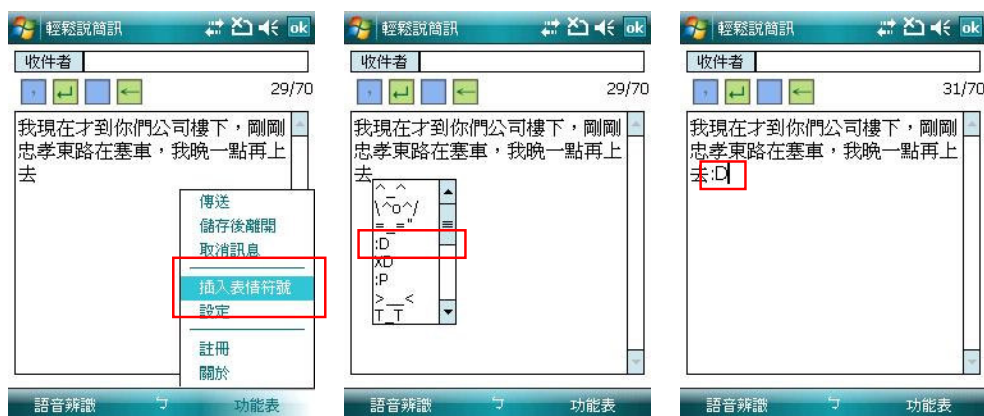 輕鬆說簡訊
ok
收件者
29/70
我現在才到你們公司樓下，剛剛
忠孝東路在塞車，我晚一點再上
去
傳送
儲存後離開
取消訊息
插入表情符號
設定
註冊
關於
語音辨識
ㄅ
功能表
輕鬆說簡訊
ok
收件者
29/70
我現在才到你們公司樓下，剛剛
忠孝東路在塞車，我晚一點再上
去
^_^
\^o^/
=_="
:D
XD
:P
>__<
T_T
語音辨識
ㄅ
功能表
輕鬆說簡訊
ok
收件者
31/70
我現在才到你們公司樓下，剛剛
忠孝東路在塞車，我晚一點再上
去:D
語音辨識
ㄅ
功能表